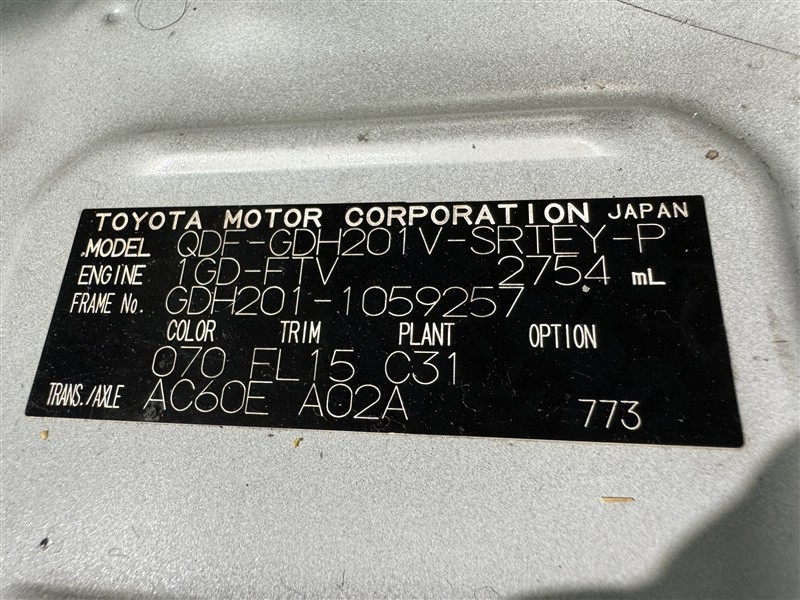 TOYOTA MOTOR CORPORATION JAPAN
.MODEL QDF-GDH201V-SRTEY-P
ENGINE 1GD-FTV 2754 mL
FRAME No. GDH201-1059257
COLOR TRIM PLANT OPTION
070 FL15 C31
TRANS./AXLE AC60E A02A 773